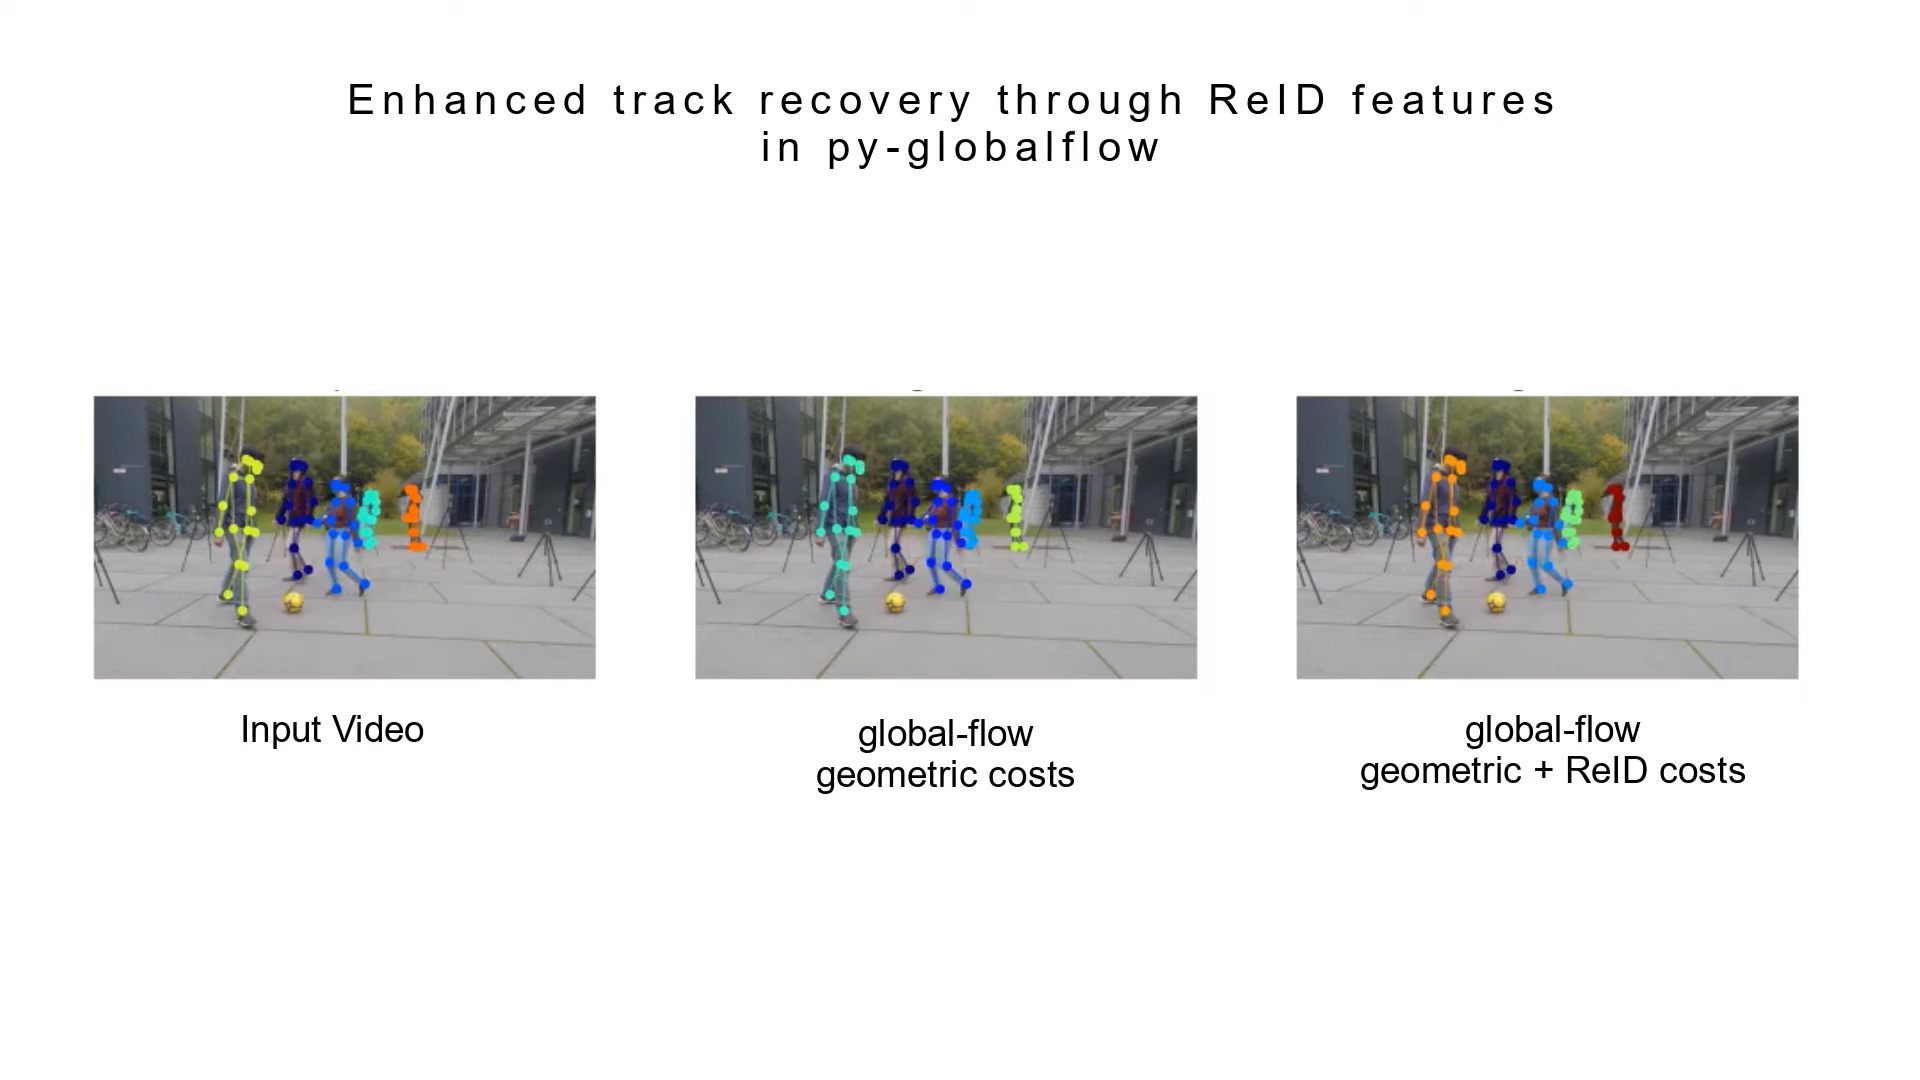 Enhanced track recovery through ReID features
in py-globalflow
Input Video
global-flow
geometric costs
global-flow
geometric + ReID costs